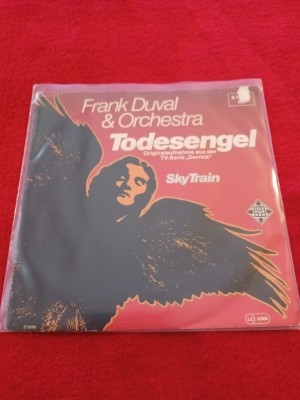 Frank Duval
& Orchestra
Todesengel
Originalaufnahme aus der
TV-Serie „Derrick“
SkyTrain